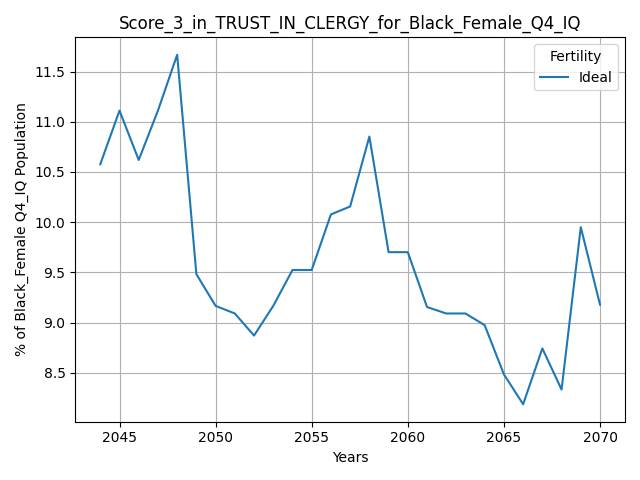 Score_3_in_TRUST_IN_CLERGY_for_Black_Female_Q4_IQ
Fertility
Ideal
% of Black_Female Q4_IQ Population
11.5
11.0
10.5
10.0
9.5
9.0
8.5
2045 2050 2055 2060 2065 2070
Years